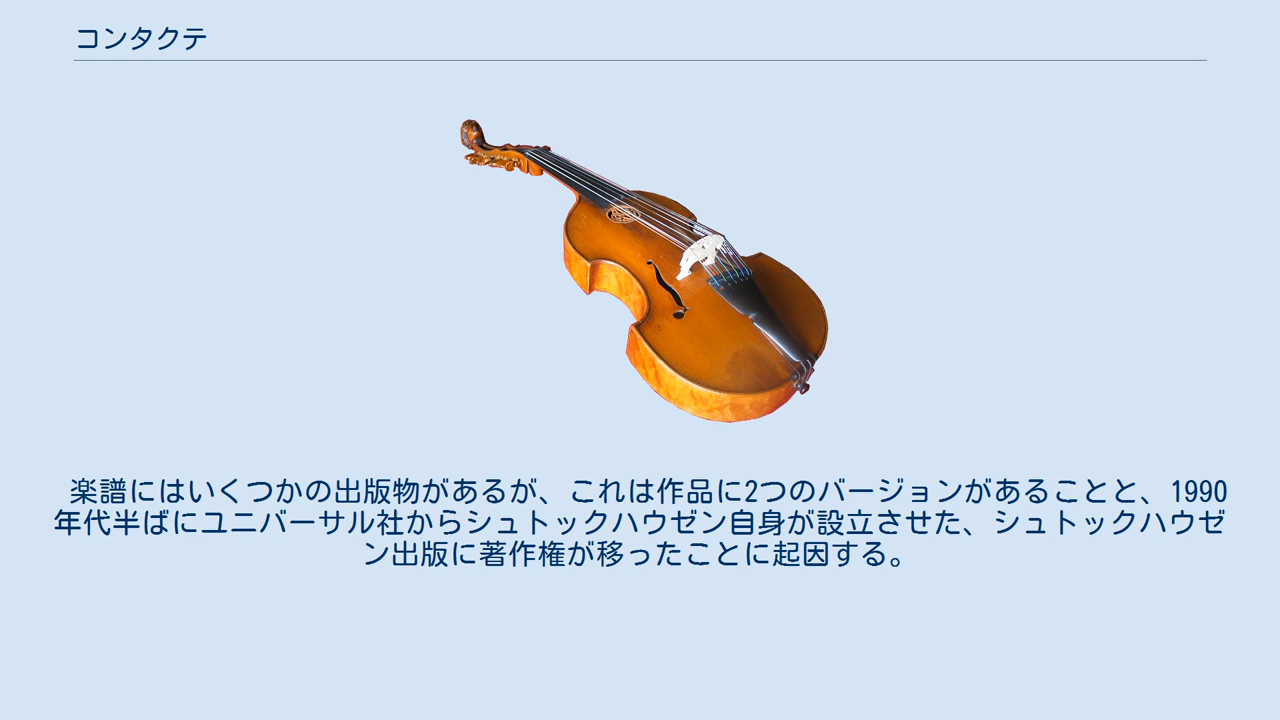 コンタクテ
楽譜にはいくつかの出版物があるが、これは作品に2つのバージョンがあることと、1990
年代半ばにユニバーサル社からシュトックハウゼン自身が設立させた、シュトックハウゼ
ン出版に著作権が移ったことに起因する。